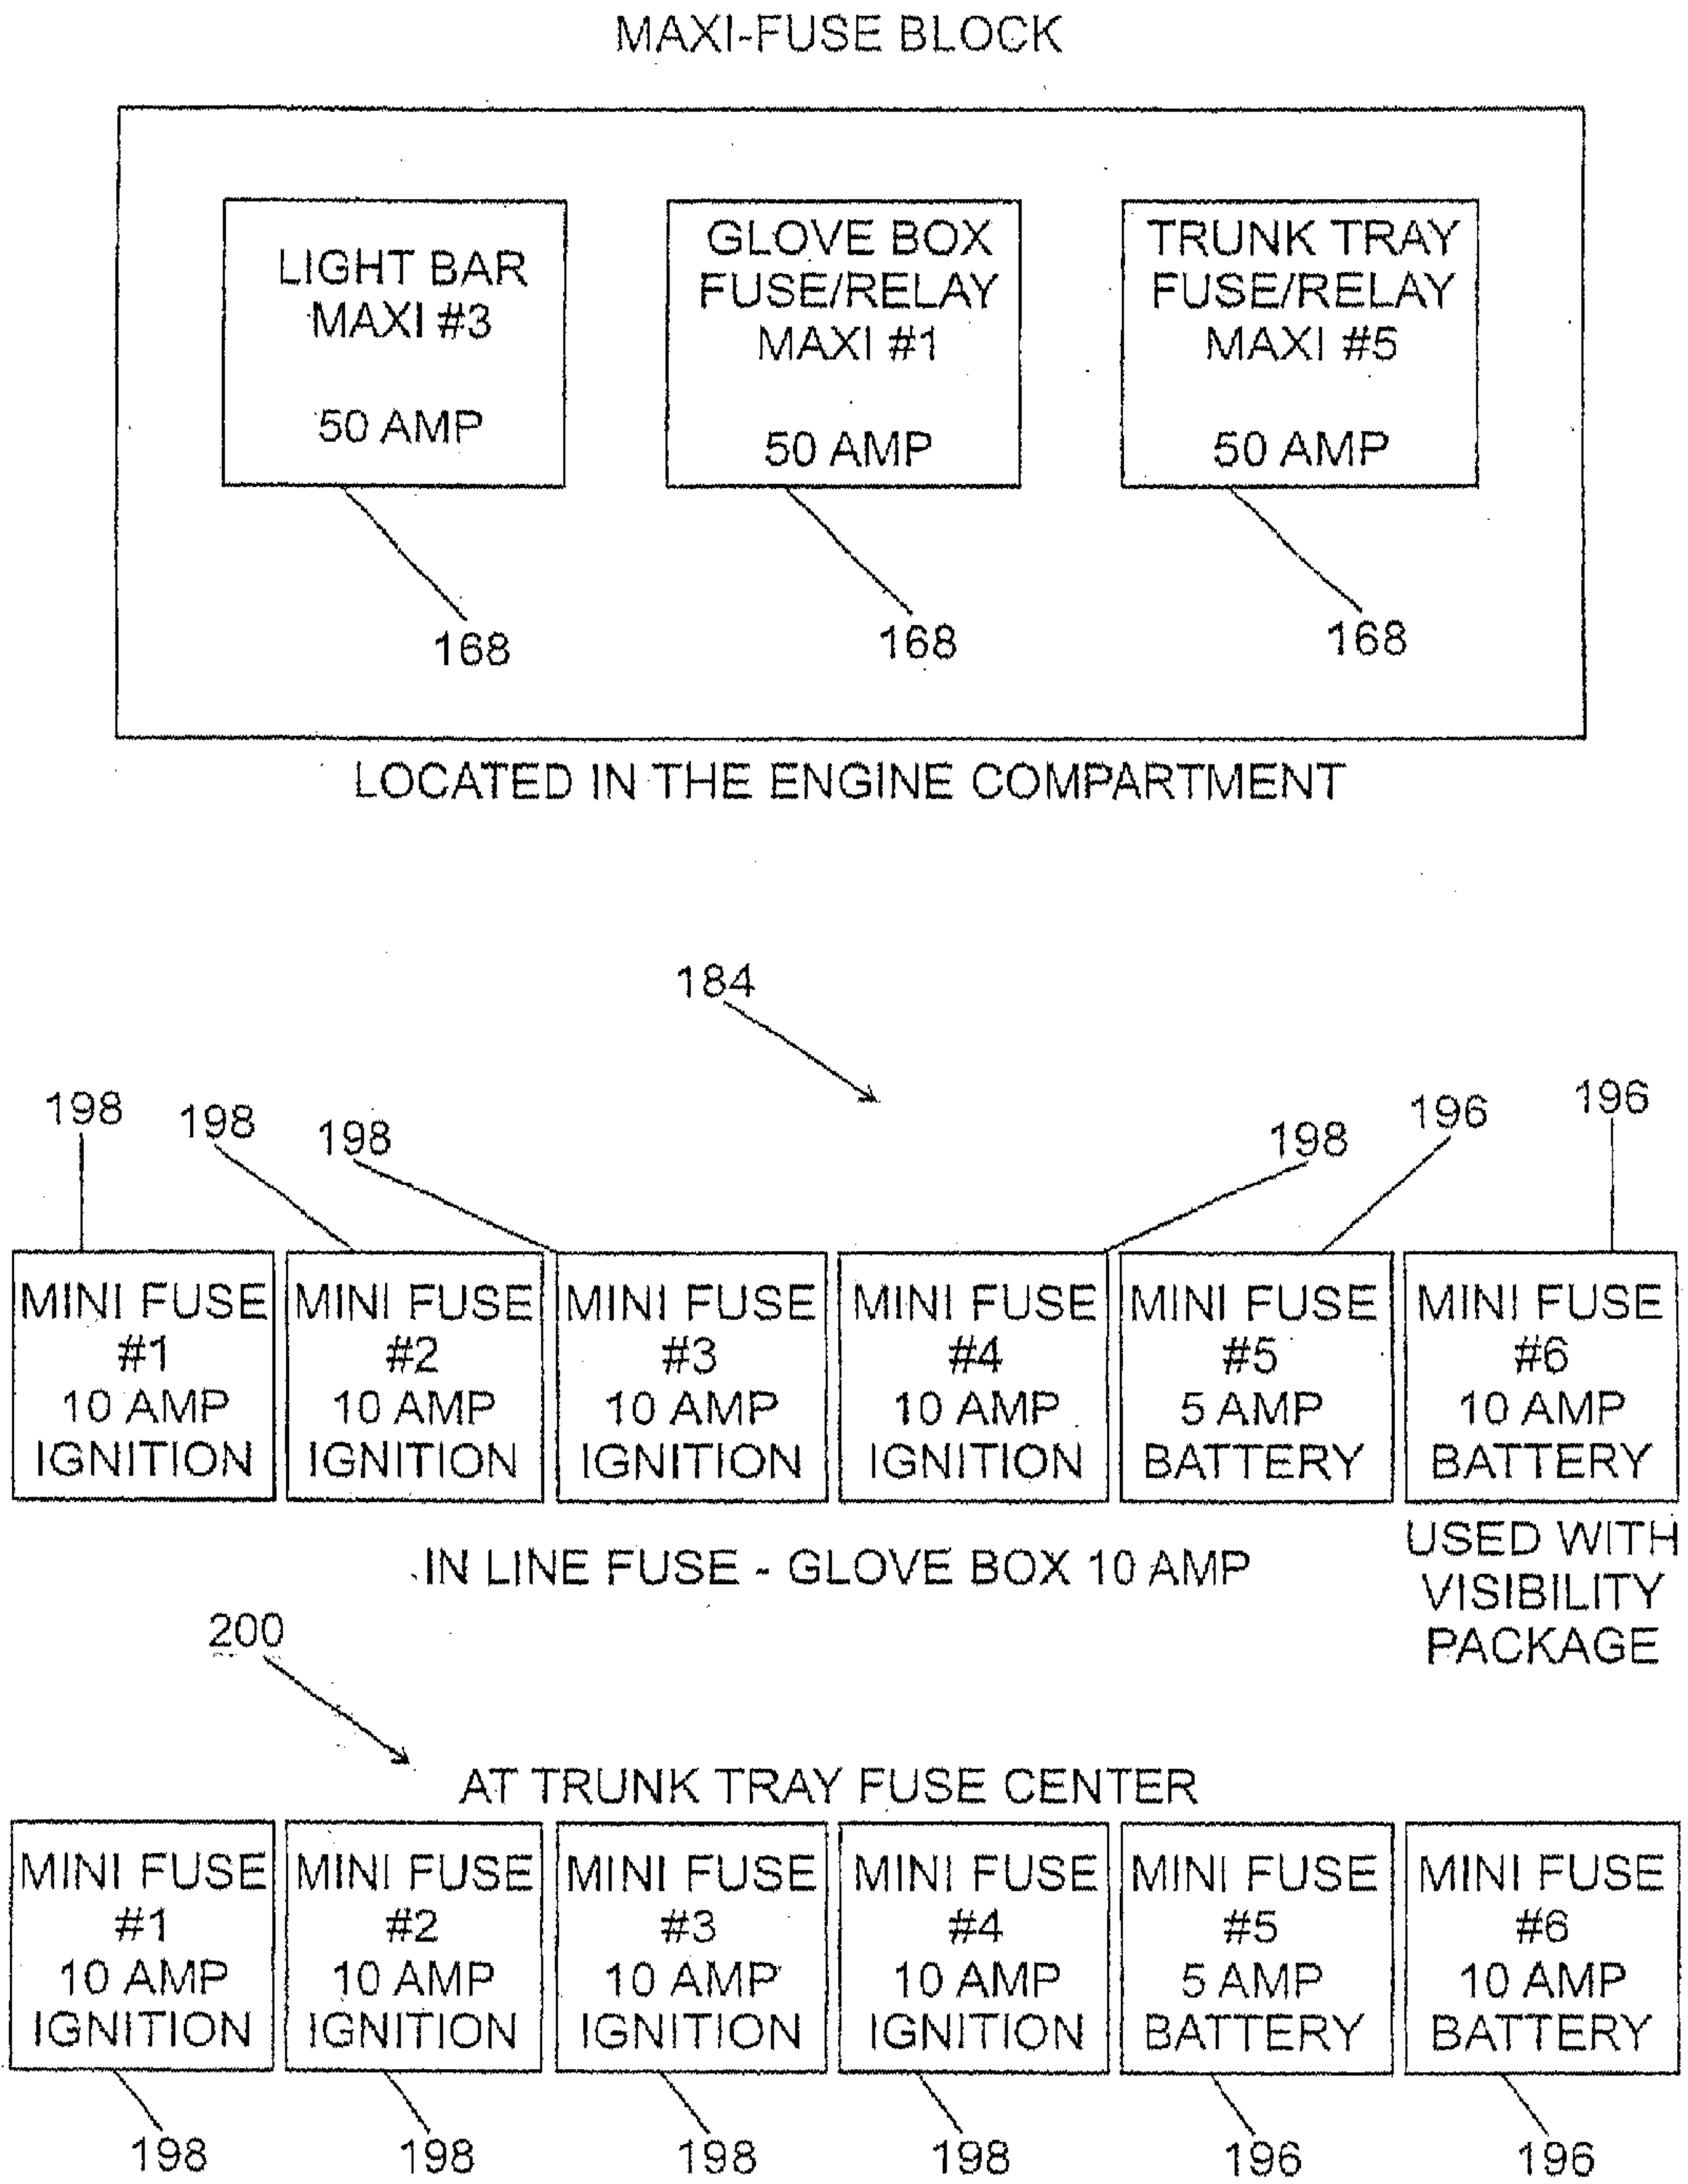 MAXI-FUSE BLOCK
LIGHT BAR
MAXI #3
50 AMP
GLOVE BOX
FUSE/RELAY
MAXI #1
50 AMP
TRUNK TRAY
FUSE/RELAY
MAXI #5
50 AMP
168
168
168
LOCATED IN THE ENGINE COMPARTMENT
184
198
198
198
198
196
196
MINI FUSE
#1
10 AMP
IGNITION
MINI FUSE
#2
10 AMP
IGNITION
MINI FUSE
#3
10 AMP
IGNITION
MINI FUSE
#4
10 AMP
IGNITION
MINI FUSE
#5
5 AMP
BATTERY
MINI FUSE
#6
10 AMP
BATTERY
IN LINE FUSE - GLOVE BOX 10 AMP
USED WITH
VISIBILITY
PACKAGE
200
AT TRUNK TRAY FUSE CENTER
MINI FUSE
#1
10 AMP
IGNITION
MINI FUSE
#2
10 AMP
IGNITION
MINI FUSE
#3
10 AMP
IGNITION
MINI FUSE
#4
10 AMP
IGNITION
MINI FUSE
#5
5 AMP
BATTERY
MINI FUSE
#6
10 AMP
BATTERY
198
198
198
198
196
196